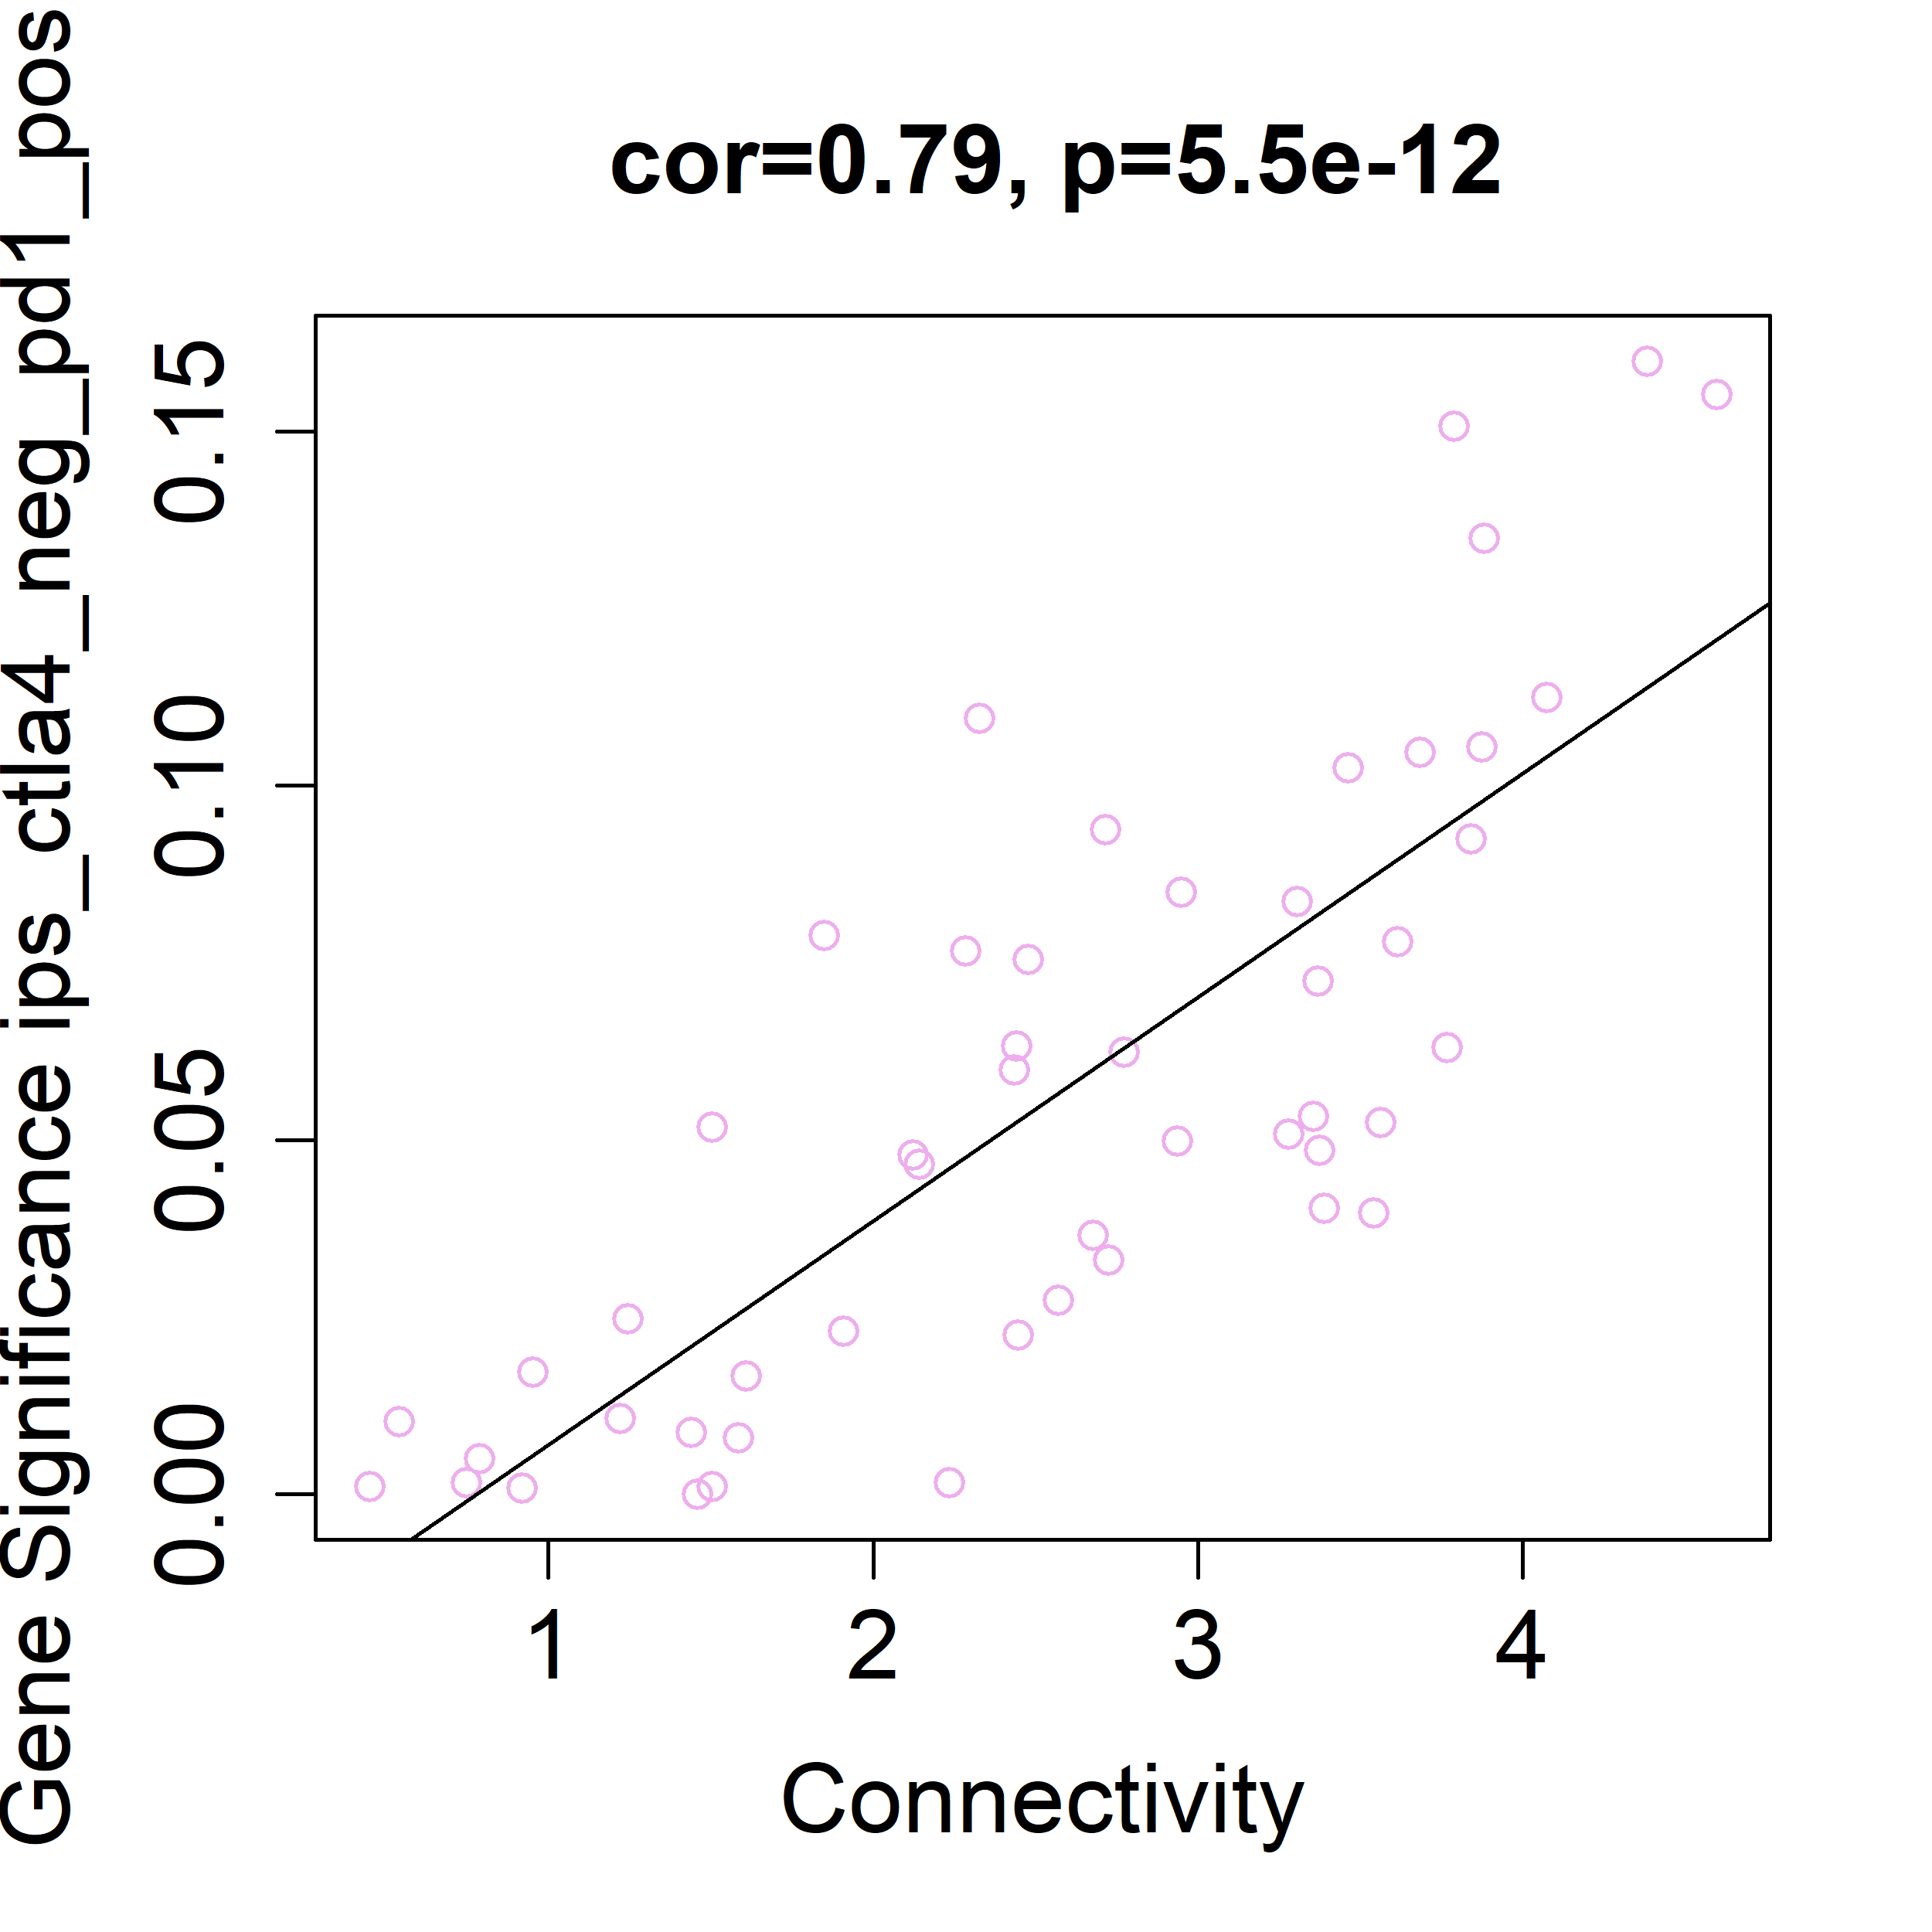 cor=0.79, p=5.5e-12
Gene Significance ips_ctla4_neg_pd1_pos
0.15
0.10
0.05
0.00
1 2 3 4
Connectivity